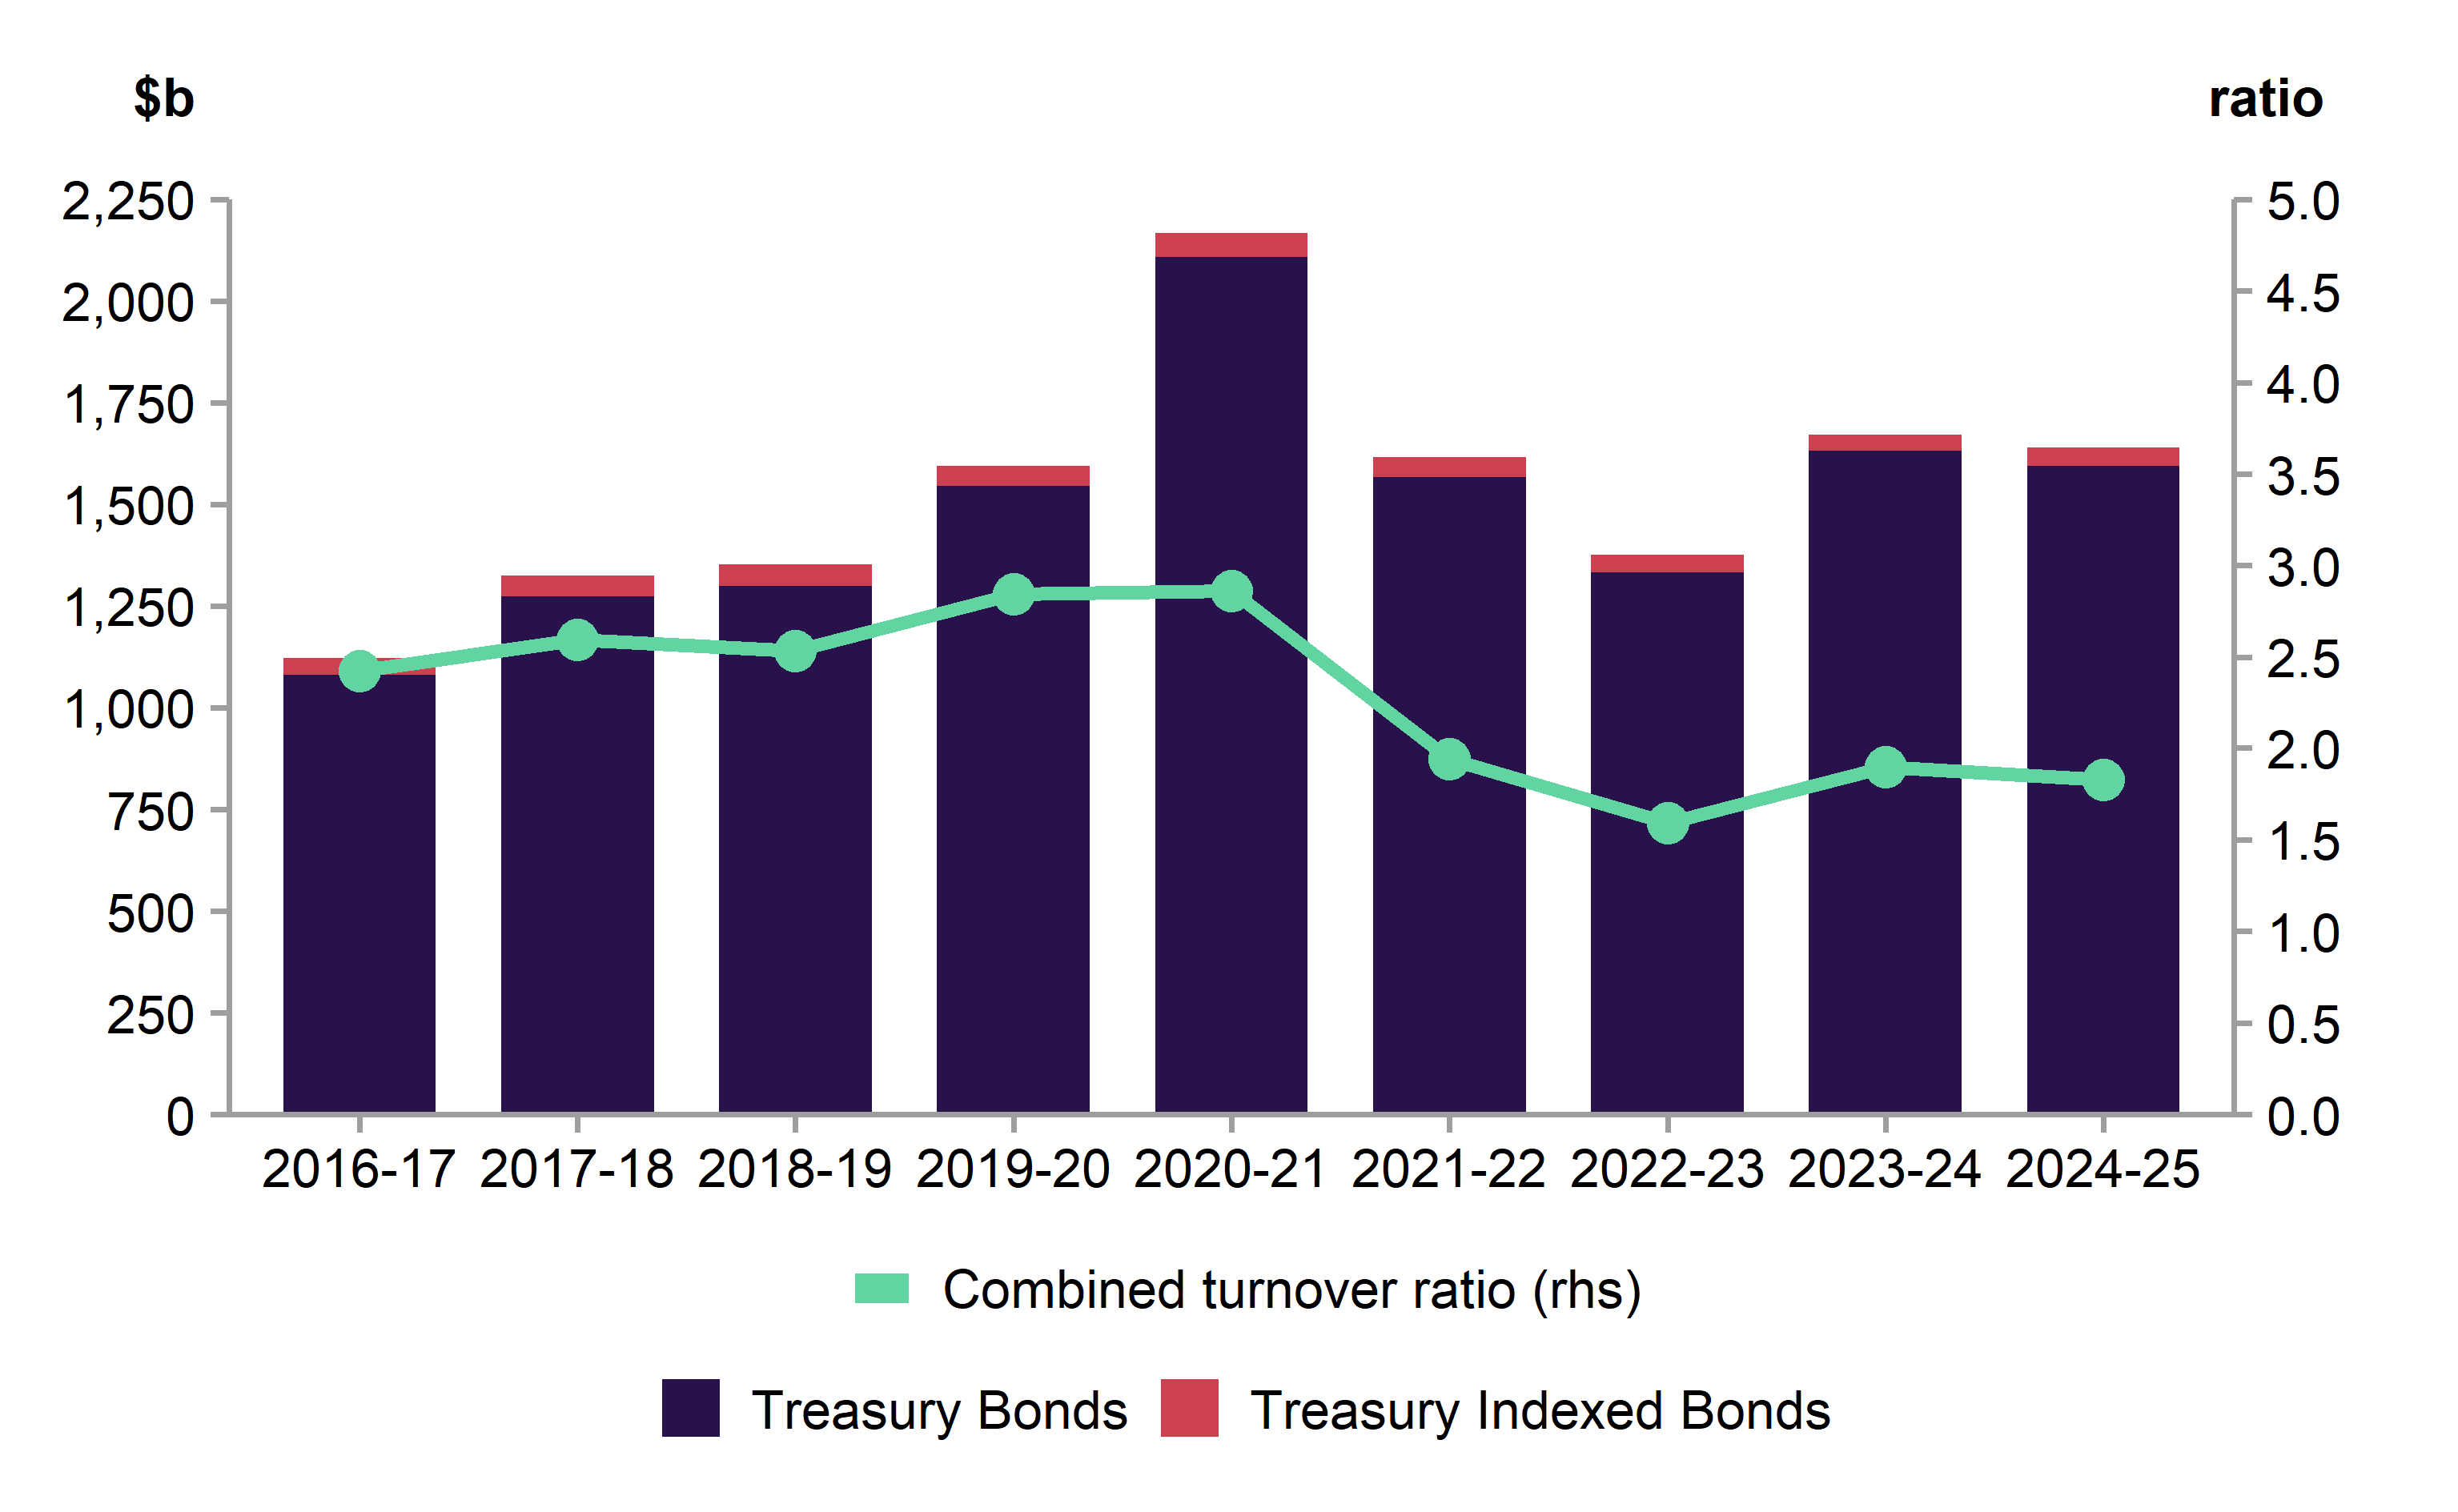 $b ratio
2,250 5.0
2,000 4.5
1,750 4.0
1,500 3.5
1,250 3.0
1,000 2.5
750 2.0
500 1.5
250 1.0
0 0.5
0.0
2016-17 2017-18 2018-19 2019-20 2020-21 2021-22 2022-23 2023-24 2024-25
Combined turnover ratio (rhs)
Treasury Bonds Treasury Indexed Bonds